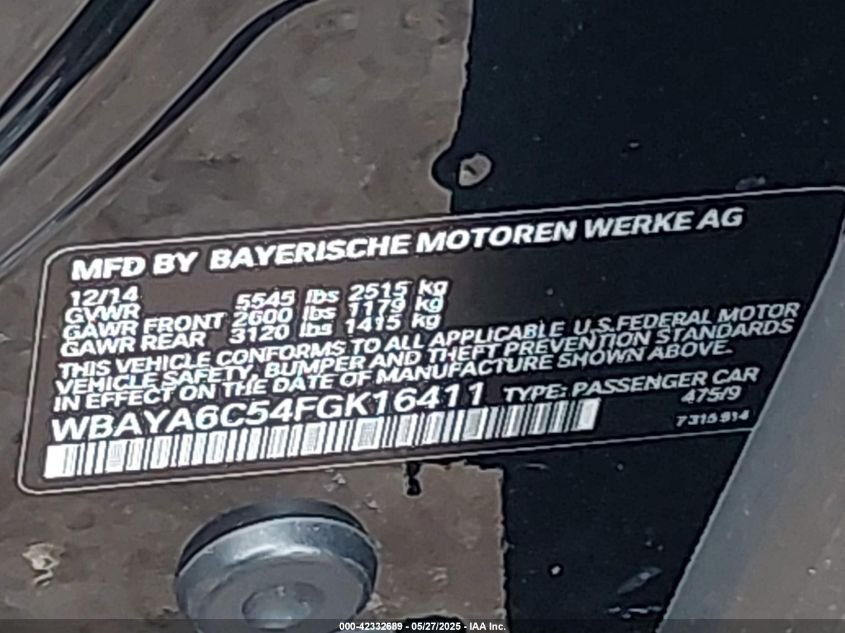 MFD BY BAYERISCHE MOTOREN WERKE AG
12/14
GVWR 5545 lbs 2515 kg
GAWR FRONT 2600 lbs 1179 kg
GAWR REAR 3120 lbs 1415 kg
THIS VEHICLE CONFORMS TO ALL APPLICABLE U.S.FEDERAL MOTOR
VEHICLE SAFETY, BUMPER AND THEFT PREVENTION STANDARDS
IN EFFECT ON THE DATE OF MANUFACTURE SHOWN ABOVE.
WBAYA6C54FGK16411 TYPE: PASSENGER CAR
475/9
7316914
000-42332689 - 05/27/2025 - IAA Inc.